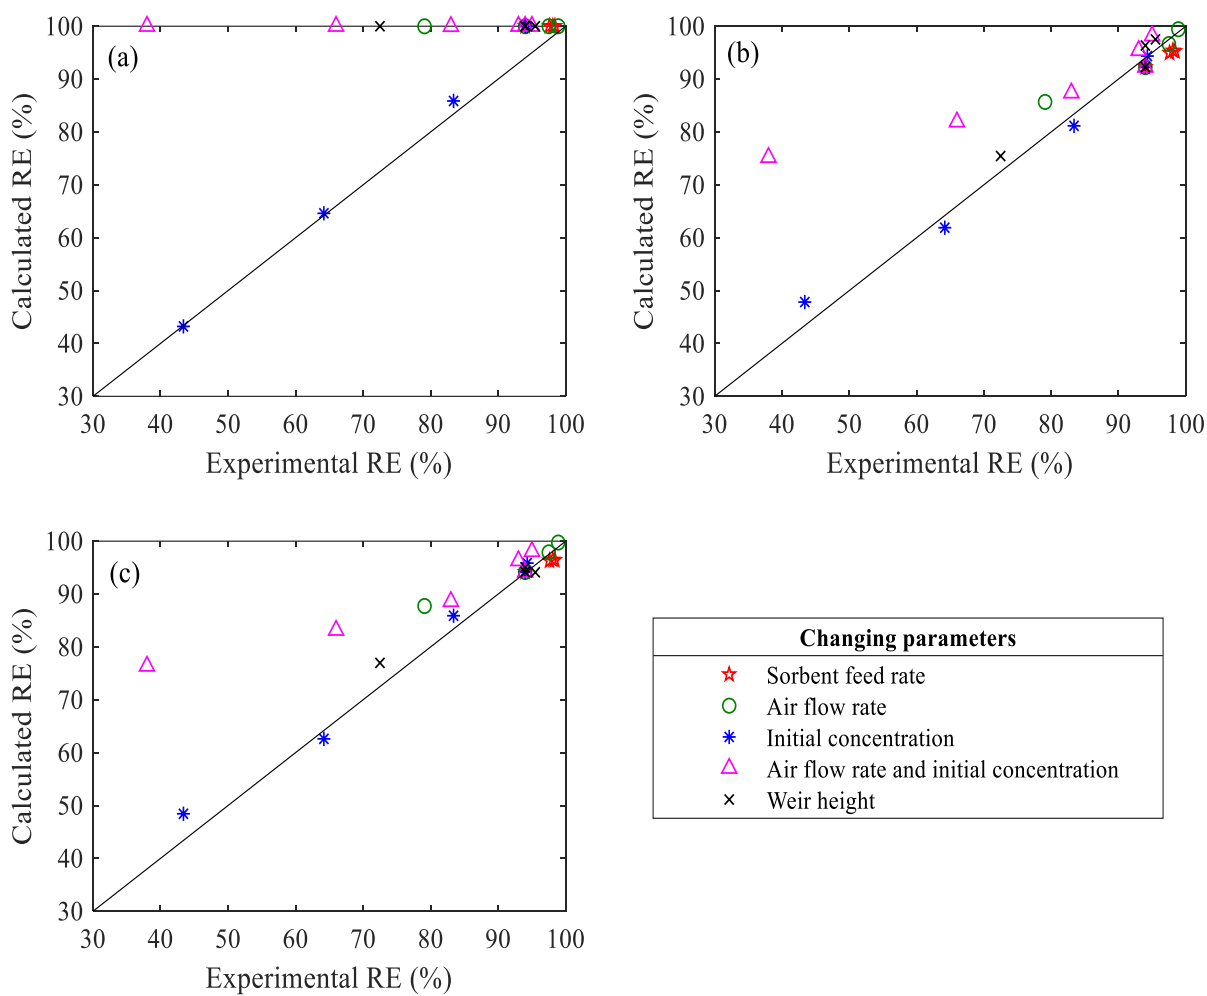 100
90
80
70
60
50
40
30
Calculated RE (%)
(a)
30 40 50 60 70 80 90 100
Experimental RE (%)
100
90
80
70
60
50
40
30
Calculated RE (%)
(b)
30 40 50 60 70 80 90 100
Experimental RE (%)
100
90
80
70
60
50
40
30
Calculated RE (%)
(c)
30 40 50 60 70 80 90 100
Experimental RE (%)
Changing parameters
Sorbent feed rate
Air flow rate
Initial concentration
Air flow rate and initial concentration
Weir height